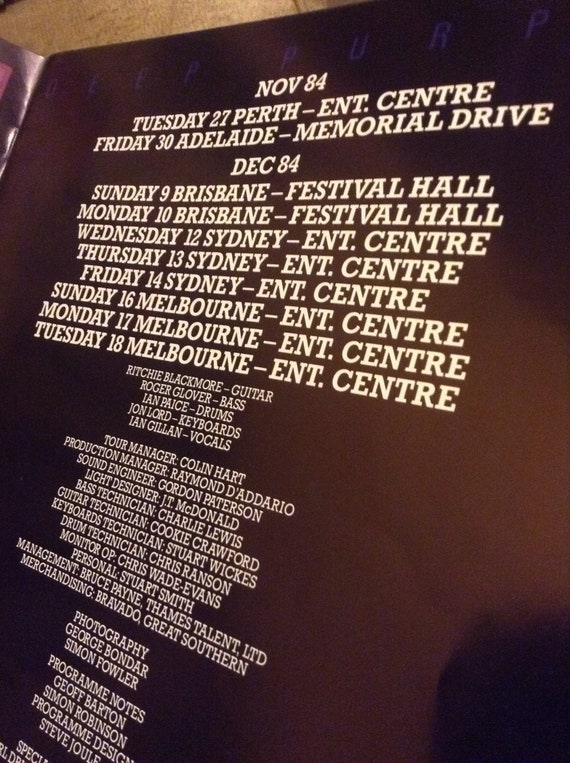 DEEP PURP
NOV 84
TUESDAY 27 PERTH – ENT. CENTRE
FRIDAY 30 ADELAIDE – MEMORIAL DRIVE
DEC 84
SUNDAY 9 BRISBANE – FESTIVAL HALL
MONDAY 10 BRISBANE – FESTIVAL HALL
WEDNESDAY 12 SYDNEY – ENT. CENTRE
THURSDAY 13 SYDNEY – ENT. CENTRE
FRIDAY 14 SYDNEY – ENT. CENTRE
SUNDAY 16 MELBOURNE – ENT. CENTRE
MONDAY 17 MELBOURNE – ENT. CENTRE
TUESDAY 18 MELBOURNE – ENT. CENTRE
RITCHIE BLACKMORE – GUITAR
ROGER GLOVER – BASS
IAN PAICE – DRUMS
JON LORD – KEYBOARDS
IAN GILLAN – VOCALS
TOUR MANAGER: COLIN HART
PRODUCTION MANAGER: RAYMOND D'ADDARIO
SOUND ENGINEER: GORDON PATERSON
LIGHT DESIGNER: J.T. McDONALD
BASS TECHNICIAN: CHARLIE LEWIS
GUITAR TECHNICIAN: COOKIE CRAWFORD
KEYBOARDS TECHNICIAN: STUART WICKES
DRUM TECHNICIAN: CHRIS RANSON
MONITOR OP: CHRIS WADE-EVANS
PERSONAL: STUART SMITH
MANAGEMENT: BRUCE PAYNE, THAMES TALENT, LTD
MERCHANDISING: BRAVADO, GREAT SOUTHERN
PHOTOGRAPHY
GEORGE BONDAR
SIMON FOWLER
PROGRAMME NOTES
GEOFF BARTON
SIMON ROBINSON
PROGRAMME DESIGN
STEVE JOULE